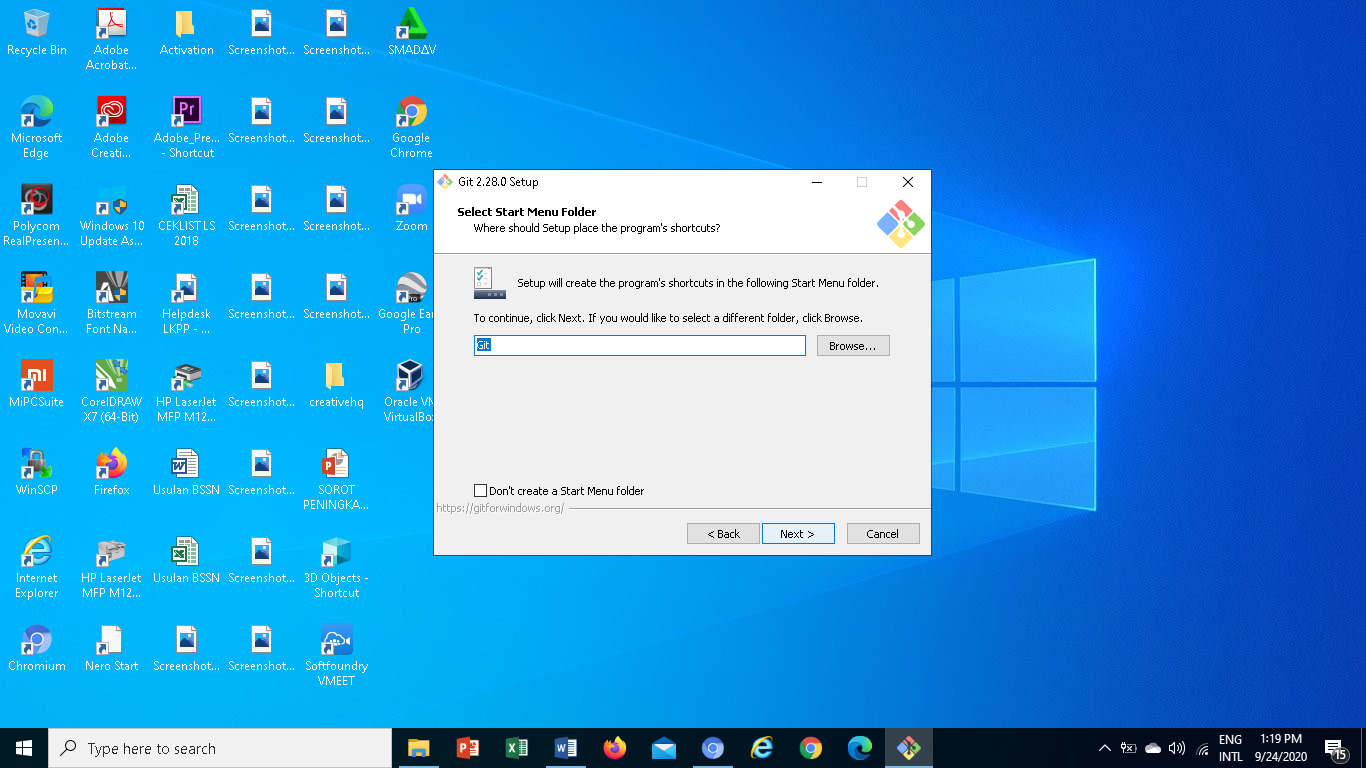 Recycle Bin
Adobe
Acrobat...
Activation
Screenshot...
Screenshot...
SMADΔV
Microsoft
Edge
Adobe
Creati...
Adobe_Pre...
- Shortcut
Screenshot...
Screenshot...
Google
Chrome
Polycom
RealPresen...
Windows 10
Update As...
CEKLIST LS
2018
Screenshot...
Screenshot...
Zoom
Movavi
Video Con...
Bitstream
Font Na...
Helpdesk
LKPP - ...
Screenshot...
Screenshot...
Google Ear
Pro
MiPCSuite
CorelDRAW
X7 (64-Bit)
HP LaserJet
MFP M12...
Screenshot...
creativehq
Oracle VM
VirtualBox
WinSCP
Firefox
Usulan BSSN
Screenshot...
SOROT
PENINGKA...
Internet
Explorer
HP LaserJet
MFP M12...
Usulan BSSN
Screenshot...
3D Objects -
Shortcut
Chromium
Nero Start
Screenshot...
Screenshot...
Softfoundry
VMEET
Git 2.28.0 Setup
Select Start Menu Folder
Where should Setup place the program's shortcuts?
Setup will create the program's shortcuts in the following Start Menu folder.
To continue, click Next. If you would like to select a different folder, click Browse.
Git
Browse...
Don't create a Start Menu folder
https://gitforwindows.org/
< Back
Next >
Cancel
Type here to search
ENG
INTL
1:19 PM
9/24/2020
15